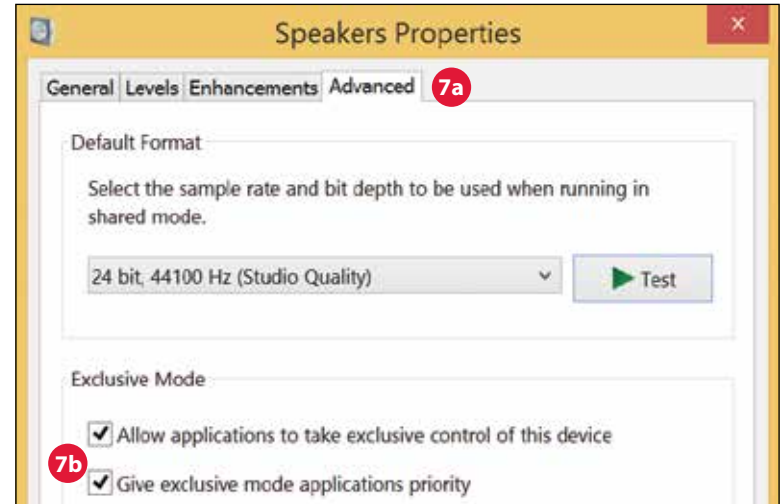 Speakers Properties
x
General Levels Enhancements Advanced 7a
Default Format
Select the sample rate and bit depth to be used when running in
shared mode.
24 bit, 44100 Hz (Studio Quality)
Test
Exclusive Mode
Allow applications to take exclusive control of this device
7b
Give exclusive mode applications priority